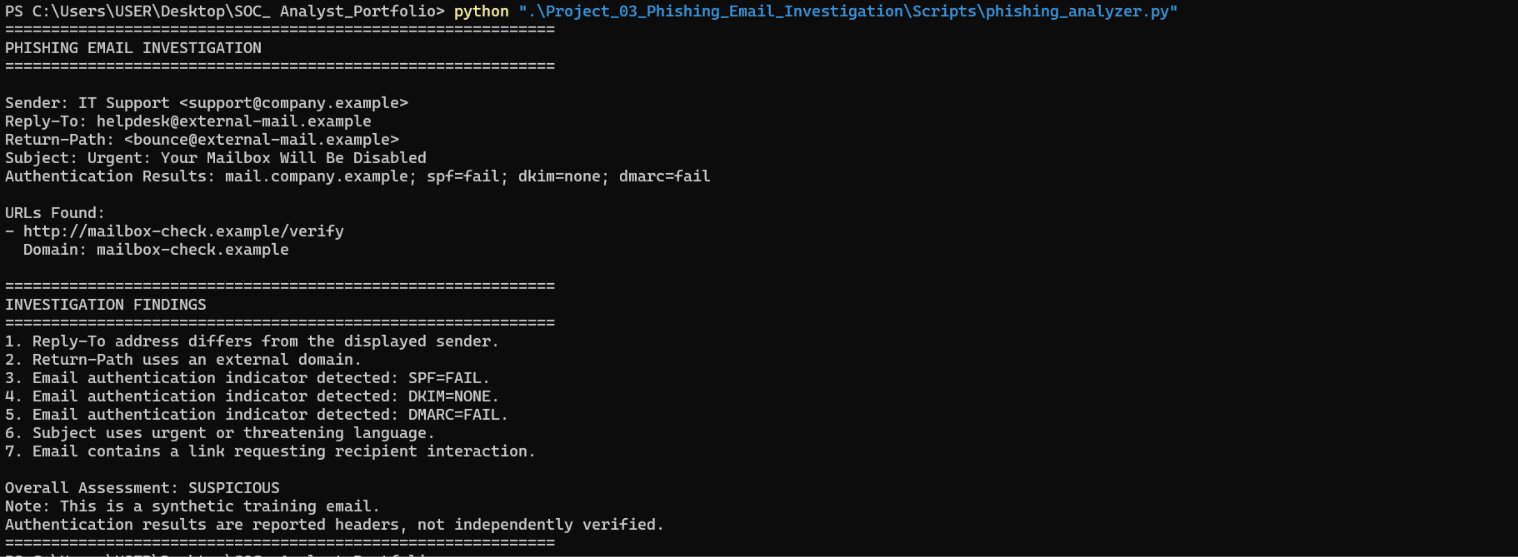 PS C:\Users\USER\Desktop\SOC_ Analyst_Portfolio> python ".\Project_03_Phishing_Email_Investigation\Scripts\phishing_analyzer.py"
============================================================
PHISHING EMAIL INVESTIGATION
============================================================
Sender: IT Support <support@company.example>
Reply-To: helpdesk@external-mail.example
Return-Path: <bounce@external-mail.example>
Subject: Urgent: Your Mailbox Will Be Disabled
Authentication Results: mail.company.example; spf=fail; dkim=none; dmarc=fail
URLs Found:
- http://mailbox-check.example/verify
Domain: mailbox-check.example
============================================================
INVESTIGATION FINDINGS
============================================================
1. Reply-To address differs from the displayed sender.
2. Return-Path uses an external domain.
3. Email authentication indicator detected: SPF=FAIL.
4. Email authentication indicator detected: DKIM=NONE.
5. Email authentication indicator detected: DMARC=FAIL.
6. Subject uses urgent or threatening language.
7. Email contains a link requesting recipient interaction.
Overall Assessment: SUSPICIOUS
Note: This is a synthetic training email.
Authentication results are reported headers, not independently verified.
============================================================